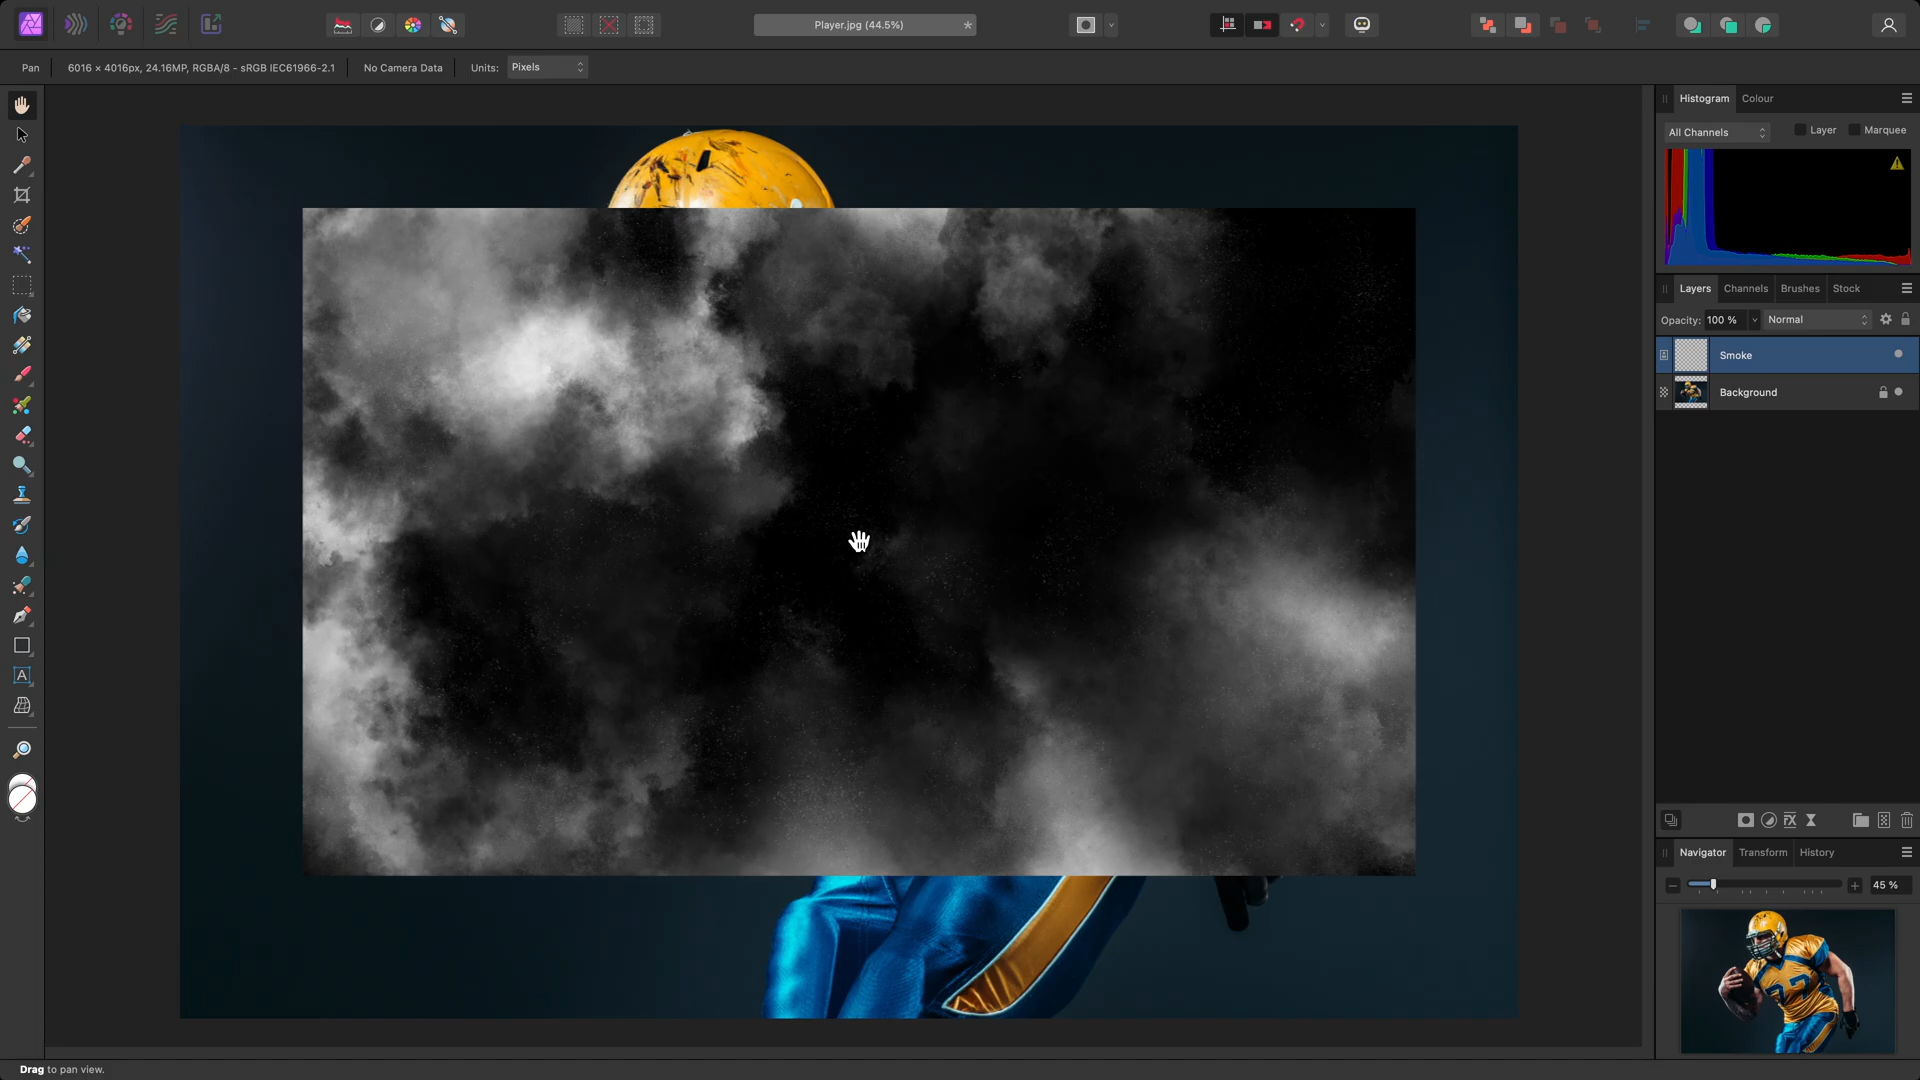 Player.jpg (44.5%)
*
Pan
6016 × 4016px, 24.16MP, RGBA/8 - sRGB IEC61966-2.1
No Camera Data
Units:
Pixels
Histogram
Colour
All Channels
Layer
Marquee
Layers
Channels
Brushes
Stock
Opacity:
100 %
Normal
Smoke
Background
Navigator
Transform
History
45 %
Drag to pan view.